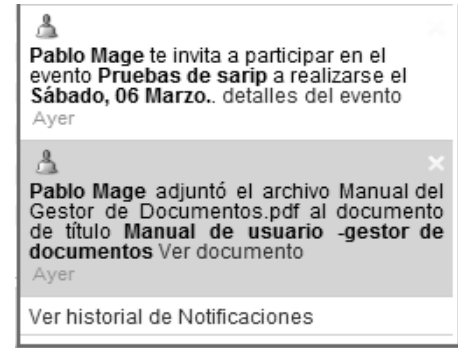 Pablo Mage te invita a participar en el
evento Pruebas de sarip a realizarse el
Sábado, 06 Marzo.. detalles del evento
Ayer
Pablo Mage adjuntó el archivo Manual del
Gestor de Documentos.pdf al documento
de título Manual de usuario -gestor de
documentos Ver documento
Ayer
Ver historial de Notificaciones